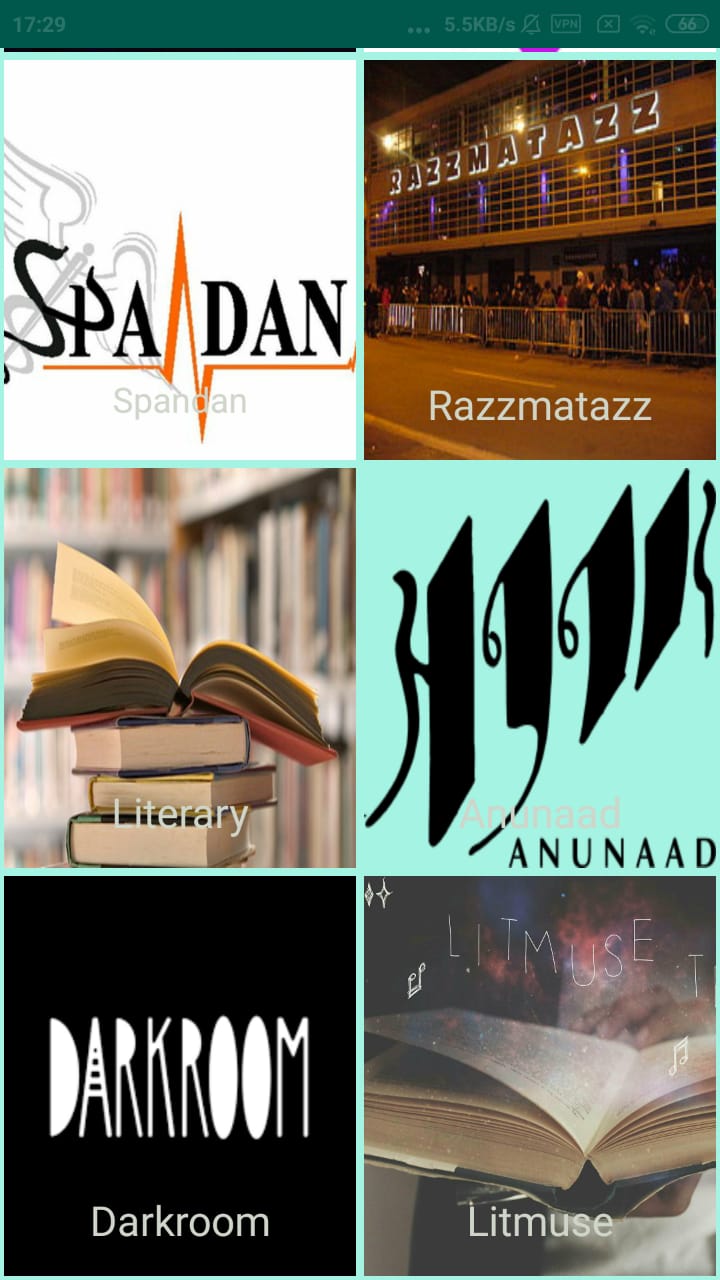 17:29 ... 5.5KB/s VPN 66
SPANDAN
Spandan
RAZZMATAZZ
Razzmatazz
Literary
अनुनाद
ANUNAAD
Anunaad
DARKROOM
Darkroom
LITMUSE T
Litmuse